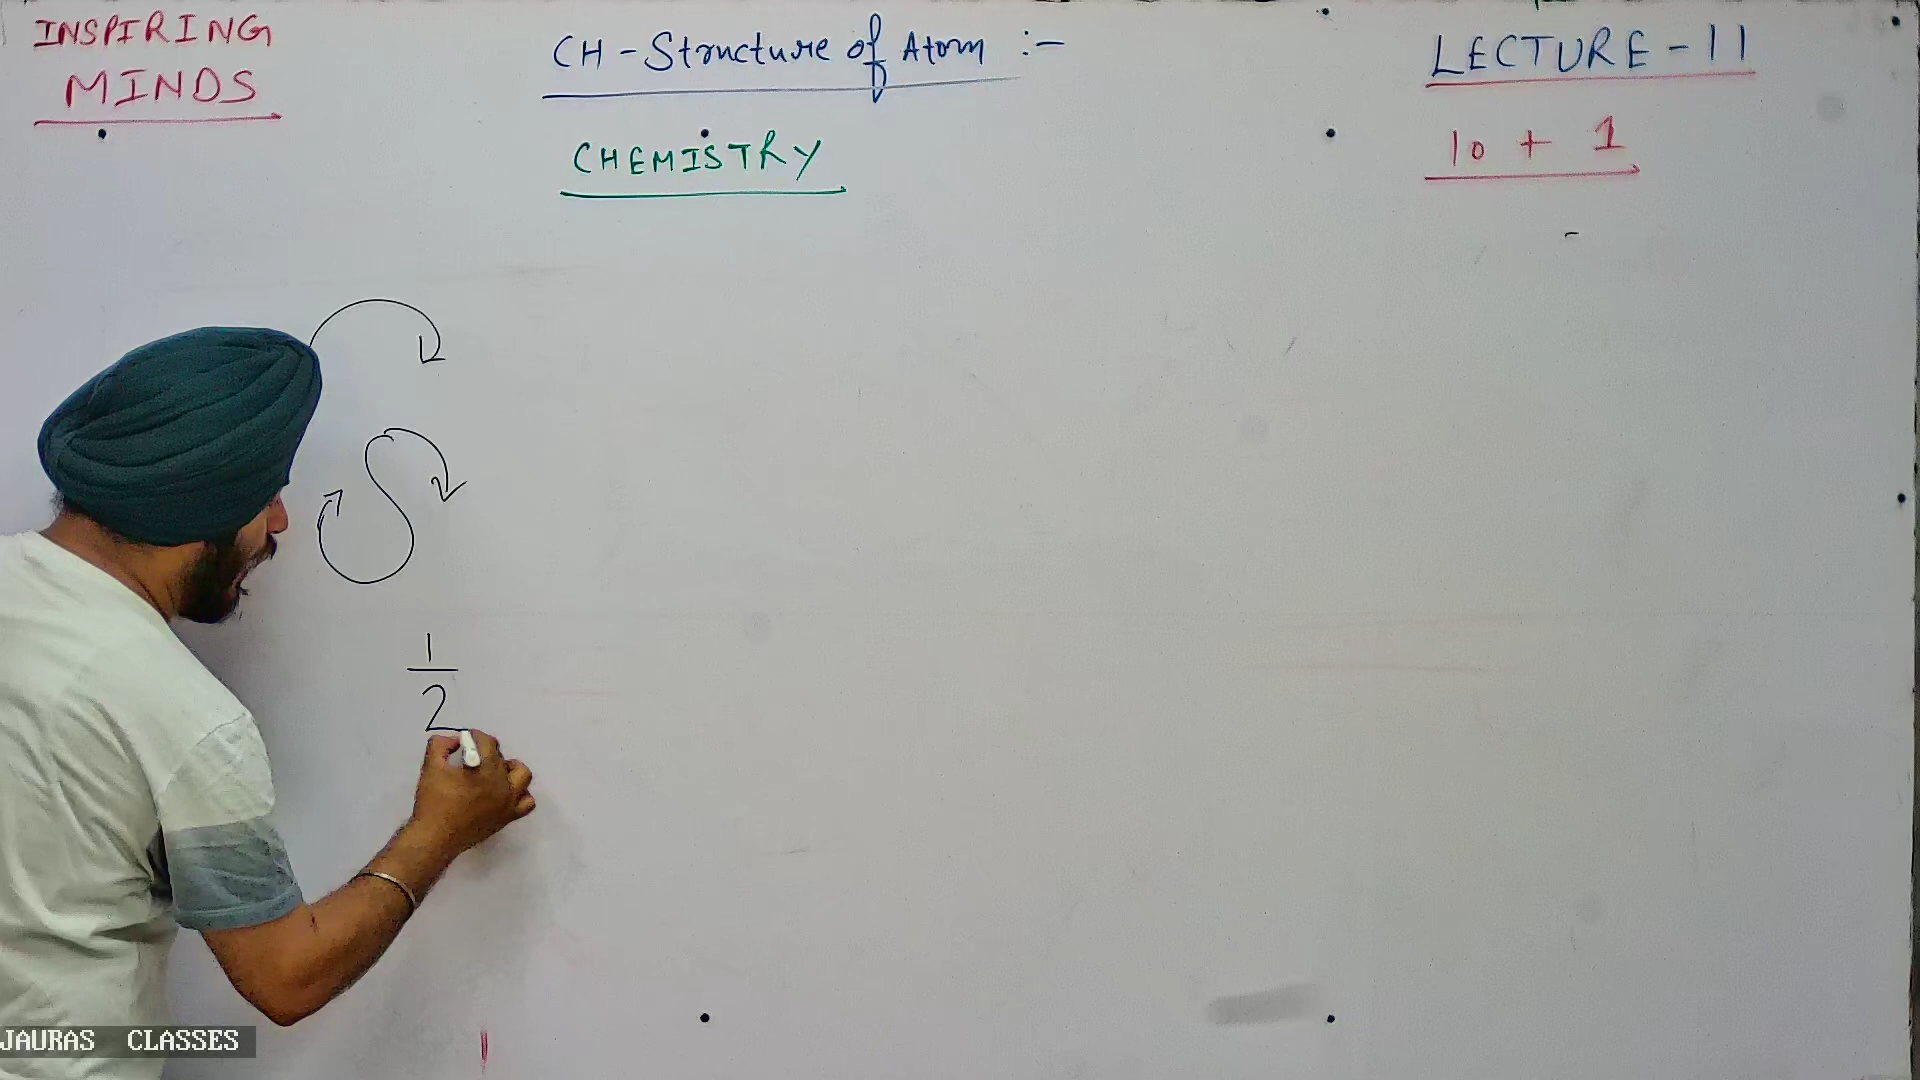 INSPIRING
MINDS
CH - Structure of Atom :-
CHEMISTRY
LECTURE - 11
10 + 1
1
2
JAURAS CLASSES